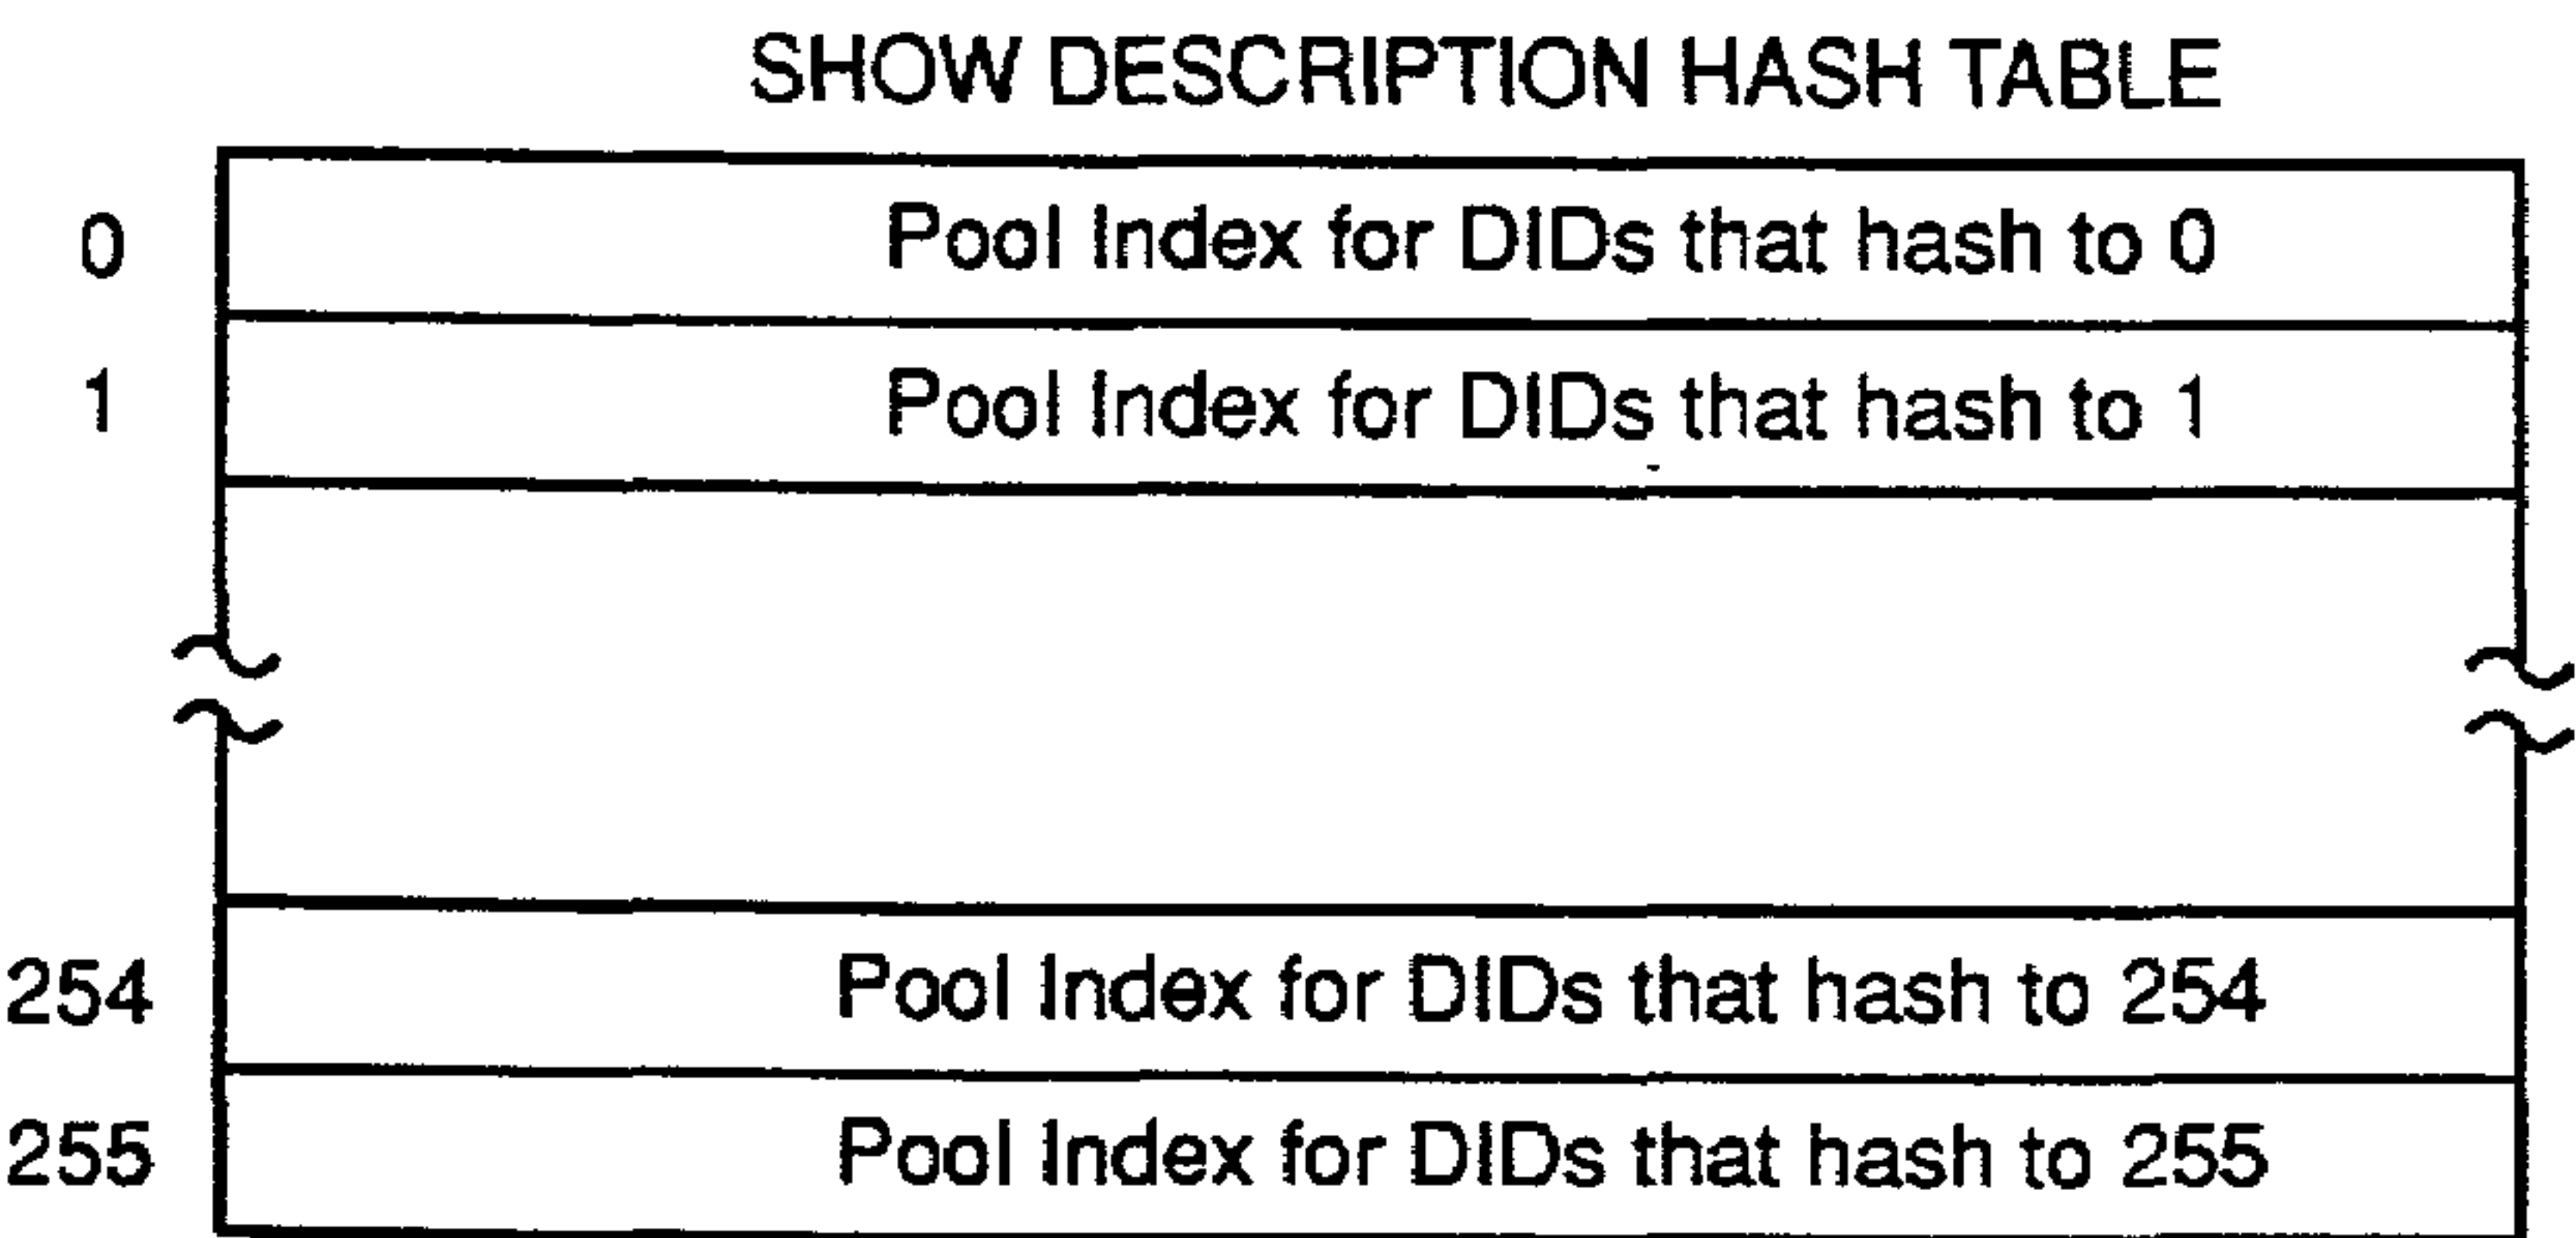 SHOW DESCRIPTION HASH TABLE
0 Pool Index for DIDs that hash to 0
1 Pool Index for DIDs that hash to 1
254 Pool Index for DIDs that hash to 254
255 Pool Index for DIDs that hash to 255